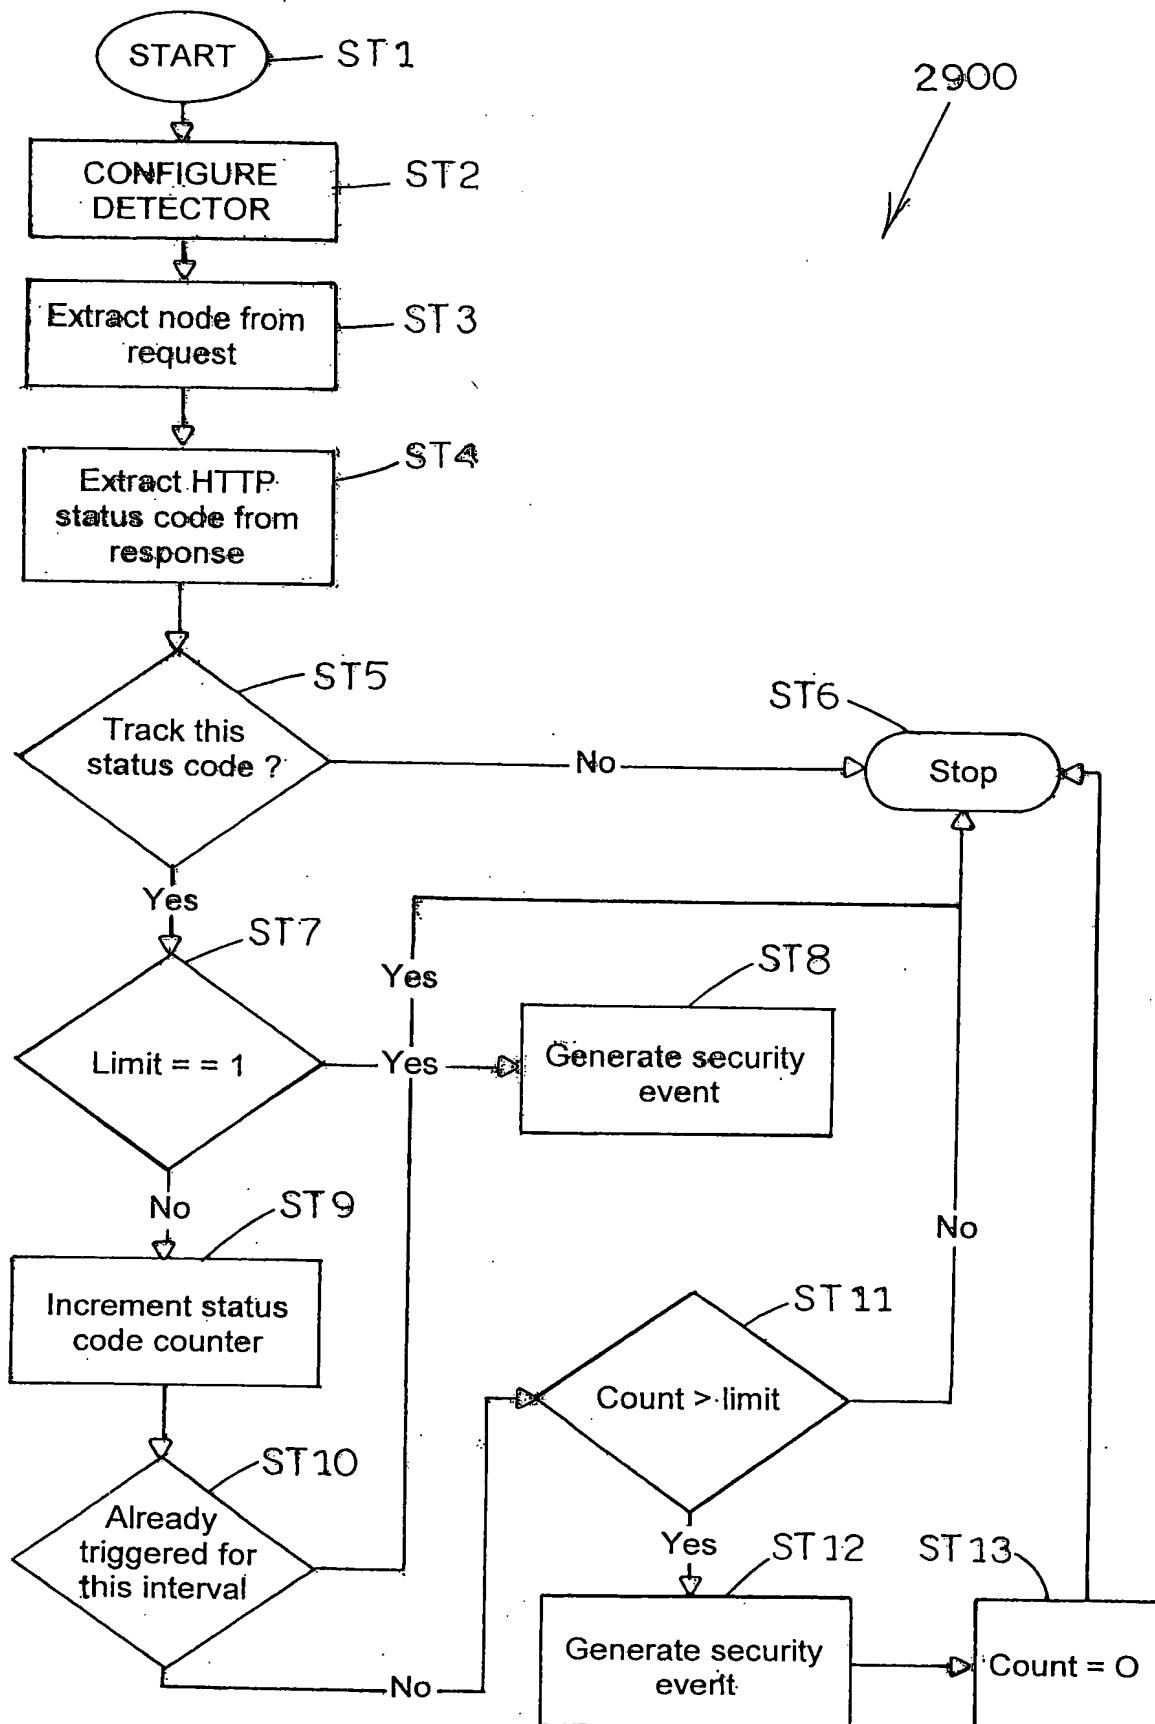 START
ST1
2900
CONFIGURE
DETECTOR
ST2
Extract node from
request
ST3
Extract HTTP
status code from
response
ST4
Track this
status code ?
ST5
No
ST6
Stop
Yes
ST7
Limit = = 1
Yes
Yes
ST8
Generate security
event
No
ST9
Increment status
code counter
No
ST11
Count > limit
ST10
Already
triggered for
this interval
No
Yes
ST12
Generate security
event
ST13
Count = O